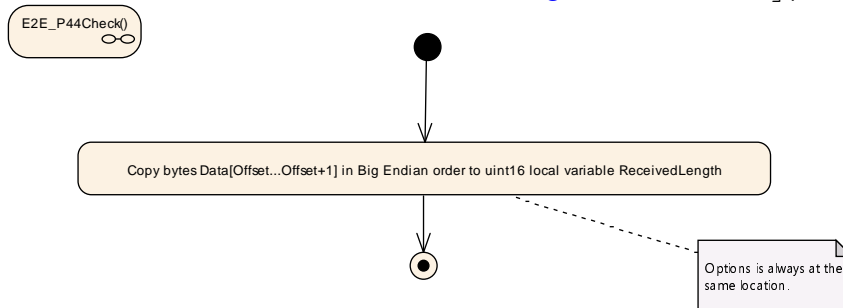 E2E_P44Check()
Copy bytes Data[Offset...Offset+1] in Big Endian order to uint16 local variable ReceivedLength
Options is always at the
same location.